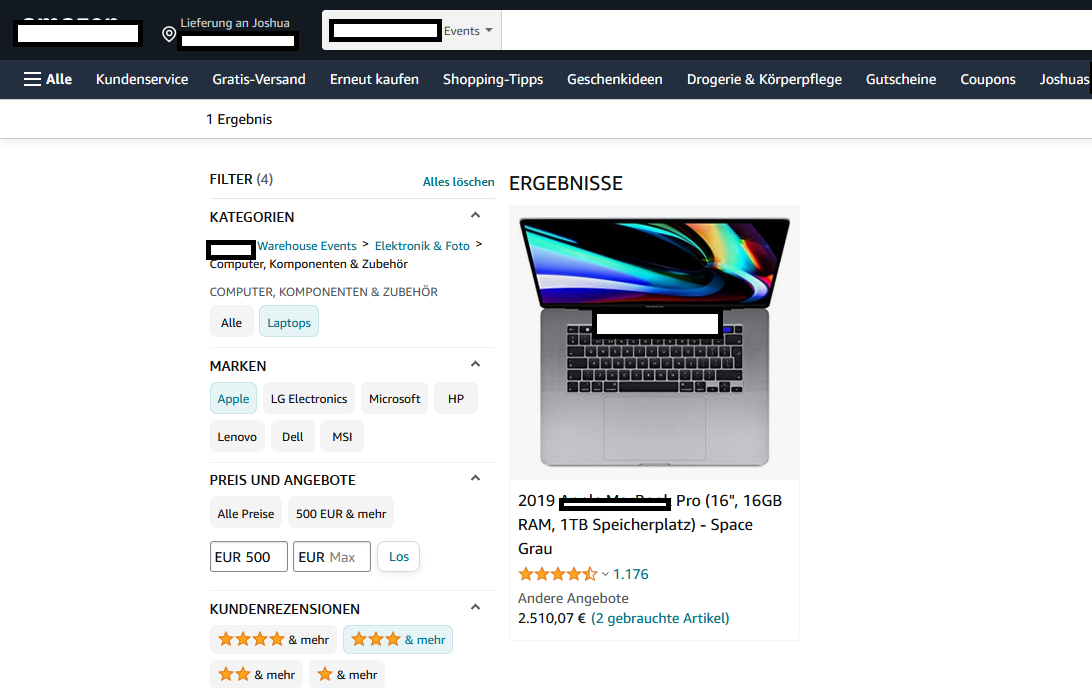 Lieferung an Joshua
Events
Alle Kundenservice Gratis-Versand Erneut kaufen Shopping-Tipps Geschenkideen Drogerie & Körperpflege Gutscheine Coupons Joshuas
1 Ergebnis
FILTER (4)
Alles löschen
KATEGORIEN
Warehouse Events > Elektronik & Foto >
Computer, Komponenten & Zubehör
COMPUTER, KOMPONENTEN & ZUBEHÖR
Alle Laptops
MARKEN
Apple LG Electronics Microsoft HP
Lenovo Dell MSI
PREIS UND ANGEBOTE
Alle Preise 500 EUR & mehr
EUR 500 EUR Max Los
KUNDENREZENSIONEN
& mehr & mehr
& mehr & mehr
ERGEBNISSE
2019 Pro (16", 16GB
RAM, 1TB Speicherplatz) - Space
Grau
1.176
Andere Angebote
2.510,07 € (2 gebrauchte Artikel)